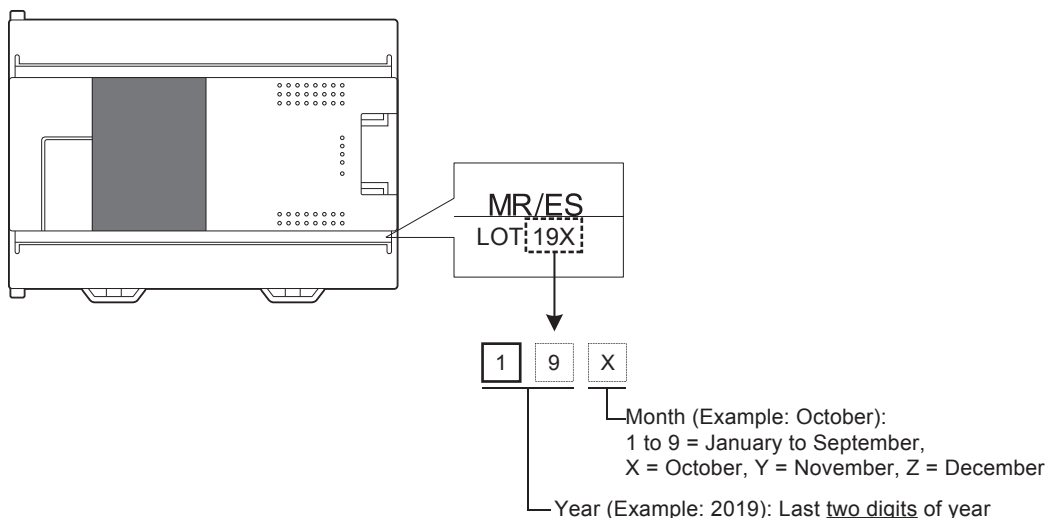 MR/ES
LOT 19X
1 9 X
Month (Example: October):
1 to 9 = January to September,
X = October, Y = November, Z = December
Year (Example: 2019): Last two digits of year